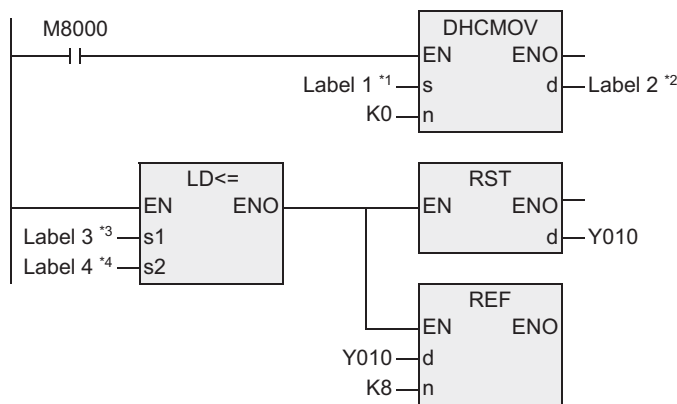 M8000
DHCMOV
EN ENO
Label 1 *1 s d Label 2 *2
K0 n
LD<=
EN ENO
Label 3 *3 s1
Label 4 *4 s2
RST
EN ENO
d Y010
REF
EN ENO
Y010 d
K8 n